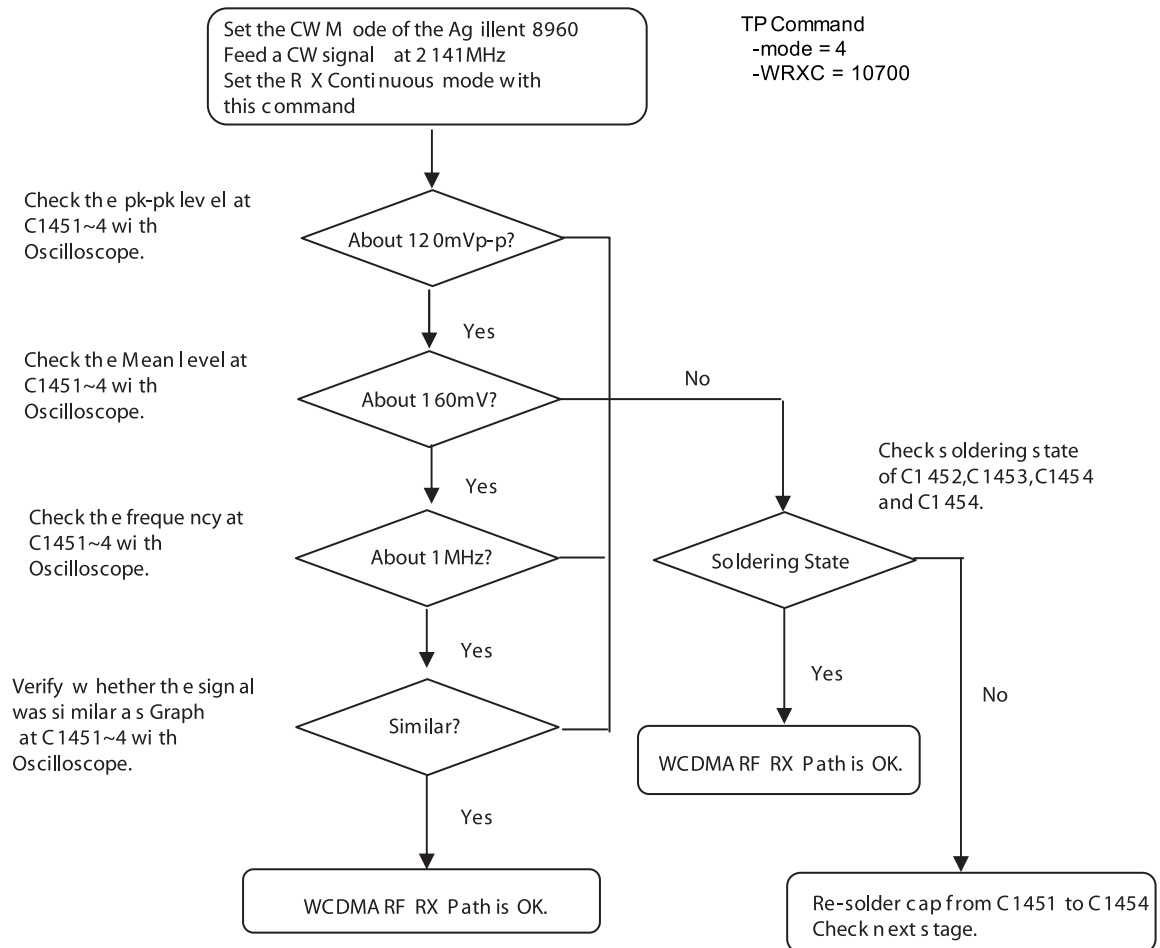 Set the CW Mode of the Agillent 8960
Feed a CW signal at 2141MHz
Set the RX Continuous mode with
this command
TP Command
-mode = 4
-WRXC = 10700
Check the pk-pk level at
C1451~4 with
Oscilloscope.
About 120mVp-p?
Yes
Check the Mean level at
C1451~4 with
Oscilloscope.
About 160mV?
No
Yes
Check soldering state
of C1452,C1453,C1454
and C1454.
Check the frequency at
C1451~4 with
Oscilloscope.
About 1MHz?
Soldering State
Yes
Yes
No
Verify whether the signal
was similar as Graph
at C1451~4 with
Oscilloscope.
Similar?
WCDMA RF RX Path is OK.
Yes
WCDMA RF RX Path is OK.
Re-solder cap from C1451 to C1454
Check next stage.